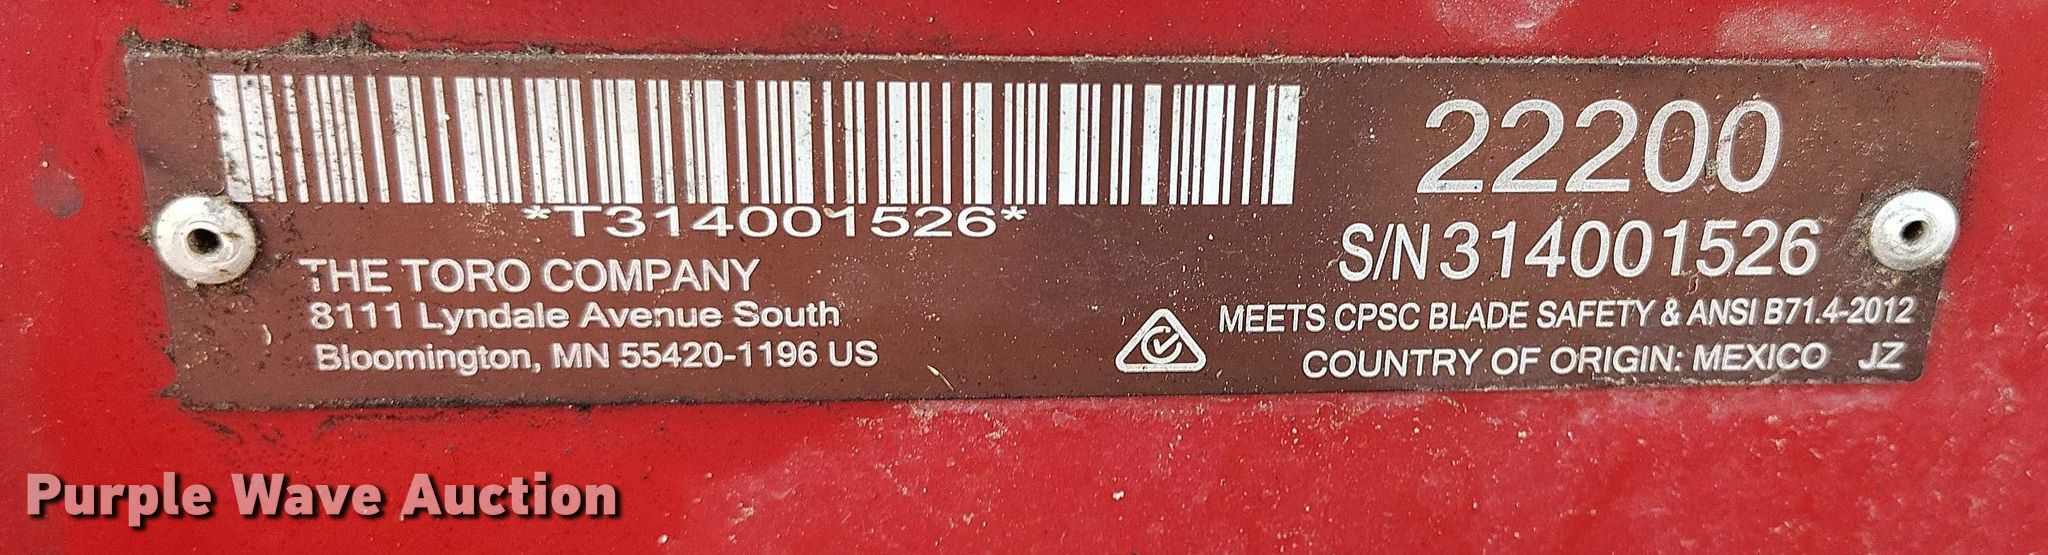 *T314001526*
THE TORO COMPANY
8111 Lyndale Avenue South
Bloomington, MN 55420-1196 US
22200
S/N 314001526
MEETS CPSC BLADE SAFETY & ANSI B71.4-2012
COUNTRY OF ORIGIN: MEXICO JZ
Purple Wave Auction